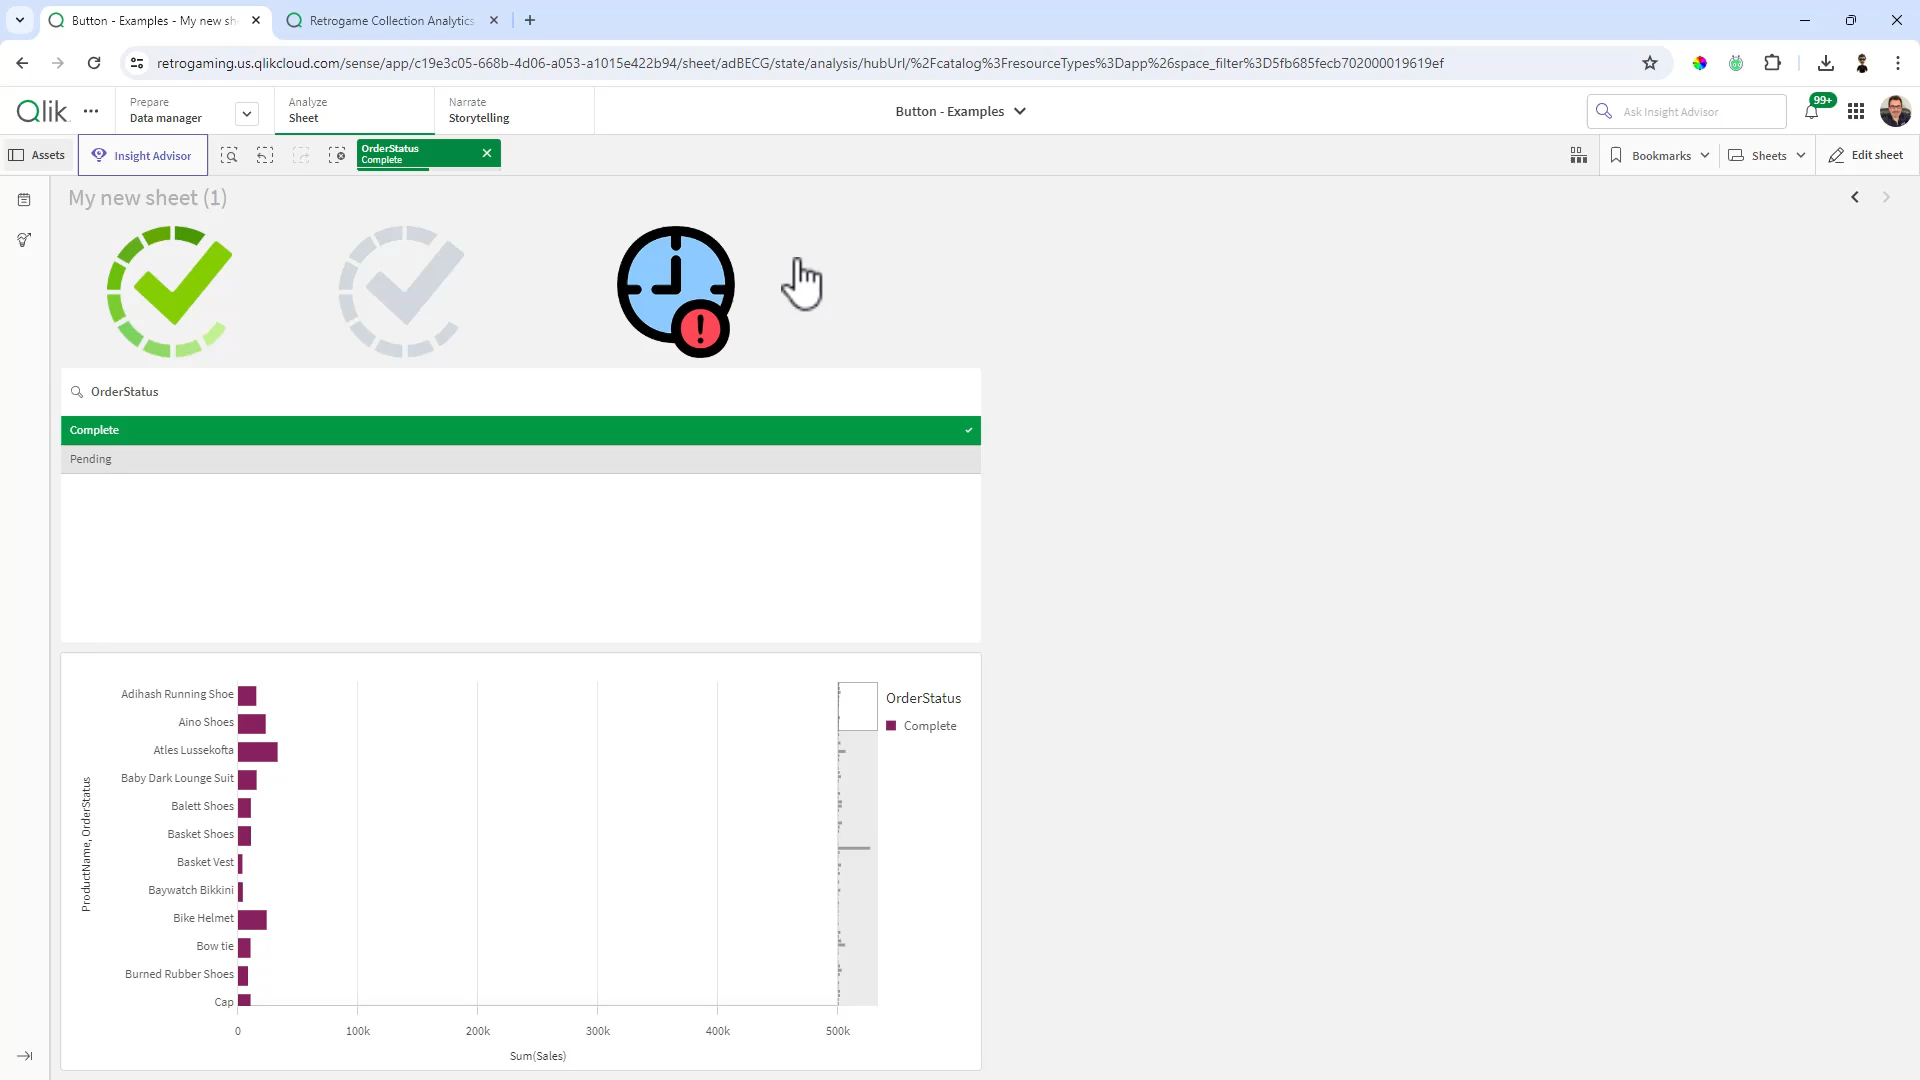 Button - Examples - My new sh
Retrogame Collection Analytics
retrogaming.us.qlikcloud.com/sense/app/c19e3c05-668b-4d06-a053-a1015e422b94/sheet/adBECG/state/analysis/hubUrl/%2Fcatalog%3FresourceTypes%3Dapp%26space_filter%3D5fb685fecb702000019619ef
Qlik
Prepare
Data manager
Analyze
Sheet
Narrate
Storytelling
Button - Examples
Ask Insight Advisor
99+
Assets
Insight Advisor
OrderStatus
Complete
Bookmarks
Sheets
Edit sheet
My new sheet (1)
OrderStatus
Complete
Pending
ProductName, OrderStatus
Adihash Running Shoe
Aino Shoes
Atles Lussekofta
Baby Dark Lounge Suit
Balett Shoes
Basket Shoes
Basket Vest
Baywatch Bikkini
Bike Helmet
Bow tie
Burned Rubber Shoes
Cap
0 100k 200k 300k 400k 500k
Sum(Sales)
OrderStatus
Complete